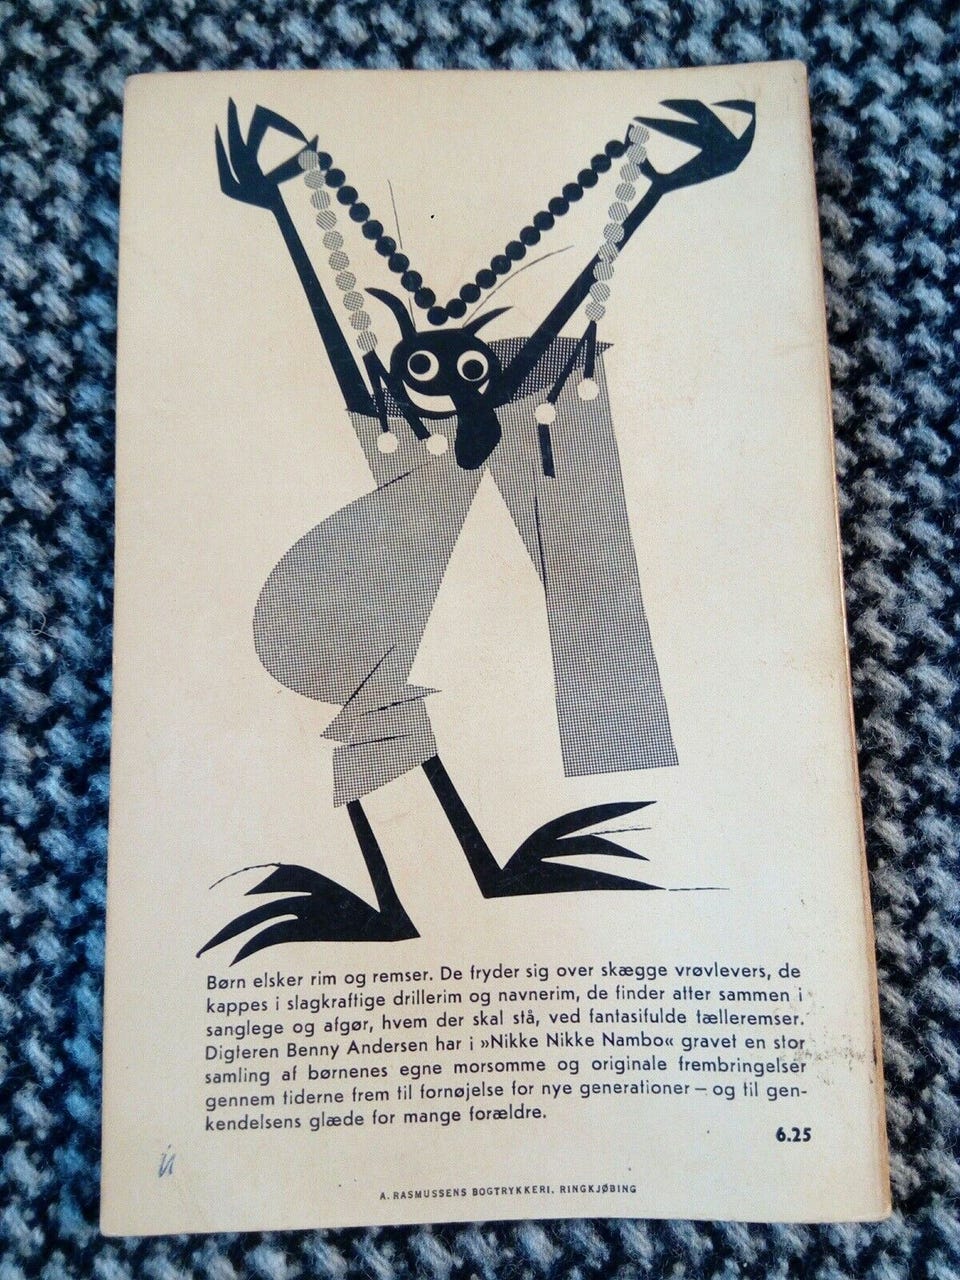 Børn elsker rim og remser. De fryder sig over skægge vrøvlevers, de
kappes i slagkraftige drillerim og navnerim, de finder atter sammen i
sanglege og afgør, hvem der skal stå, ved fantasifulde tælleremser.
Digteren Benny Andersen har i »Nikke Nikke Nambo« gravet en stor
samling af børnenes egne morsomme og originale frembringelser
gennem tiderne frem til fornøjelse for nye generationer – og til gen-
kendelsens glæde for mange forældre.
6.25
A. RASMUSSENS BOGTRYKKERI. RINGKJØBING